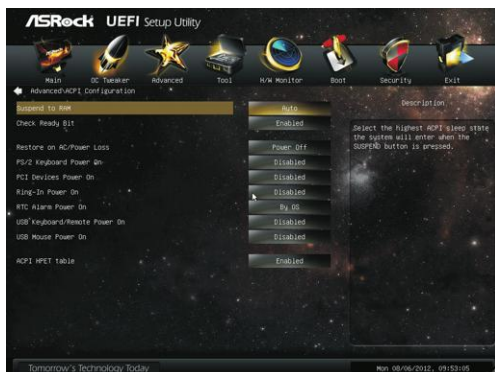 ASRock UEFI Setup Utility
Main OC Tweaker Advanced Tool H/W Monitor Boot Security Exit
Advanced\ACPI Configuration
Description
Suspend to RAM Auto
Check Ready Bit Enabled
Select the highest ACPI sleep state
the system will enter when the
SUSPEND button is pressed.
Restore on AC/Power Loss Power Off
PS/2 Keyboard Power On Disabled
PCI Devices Power On Disabled
Ring-In Power On Disabled
RTC Alarm Power On By OS
USB Keyboard/Remote Power On Disabled
USB Mouse Power On Disabled
ACPI HPET table Enabled
Tomorrow's Technology Today
Mon 08/06/2012, 09:53:05